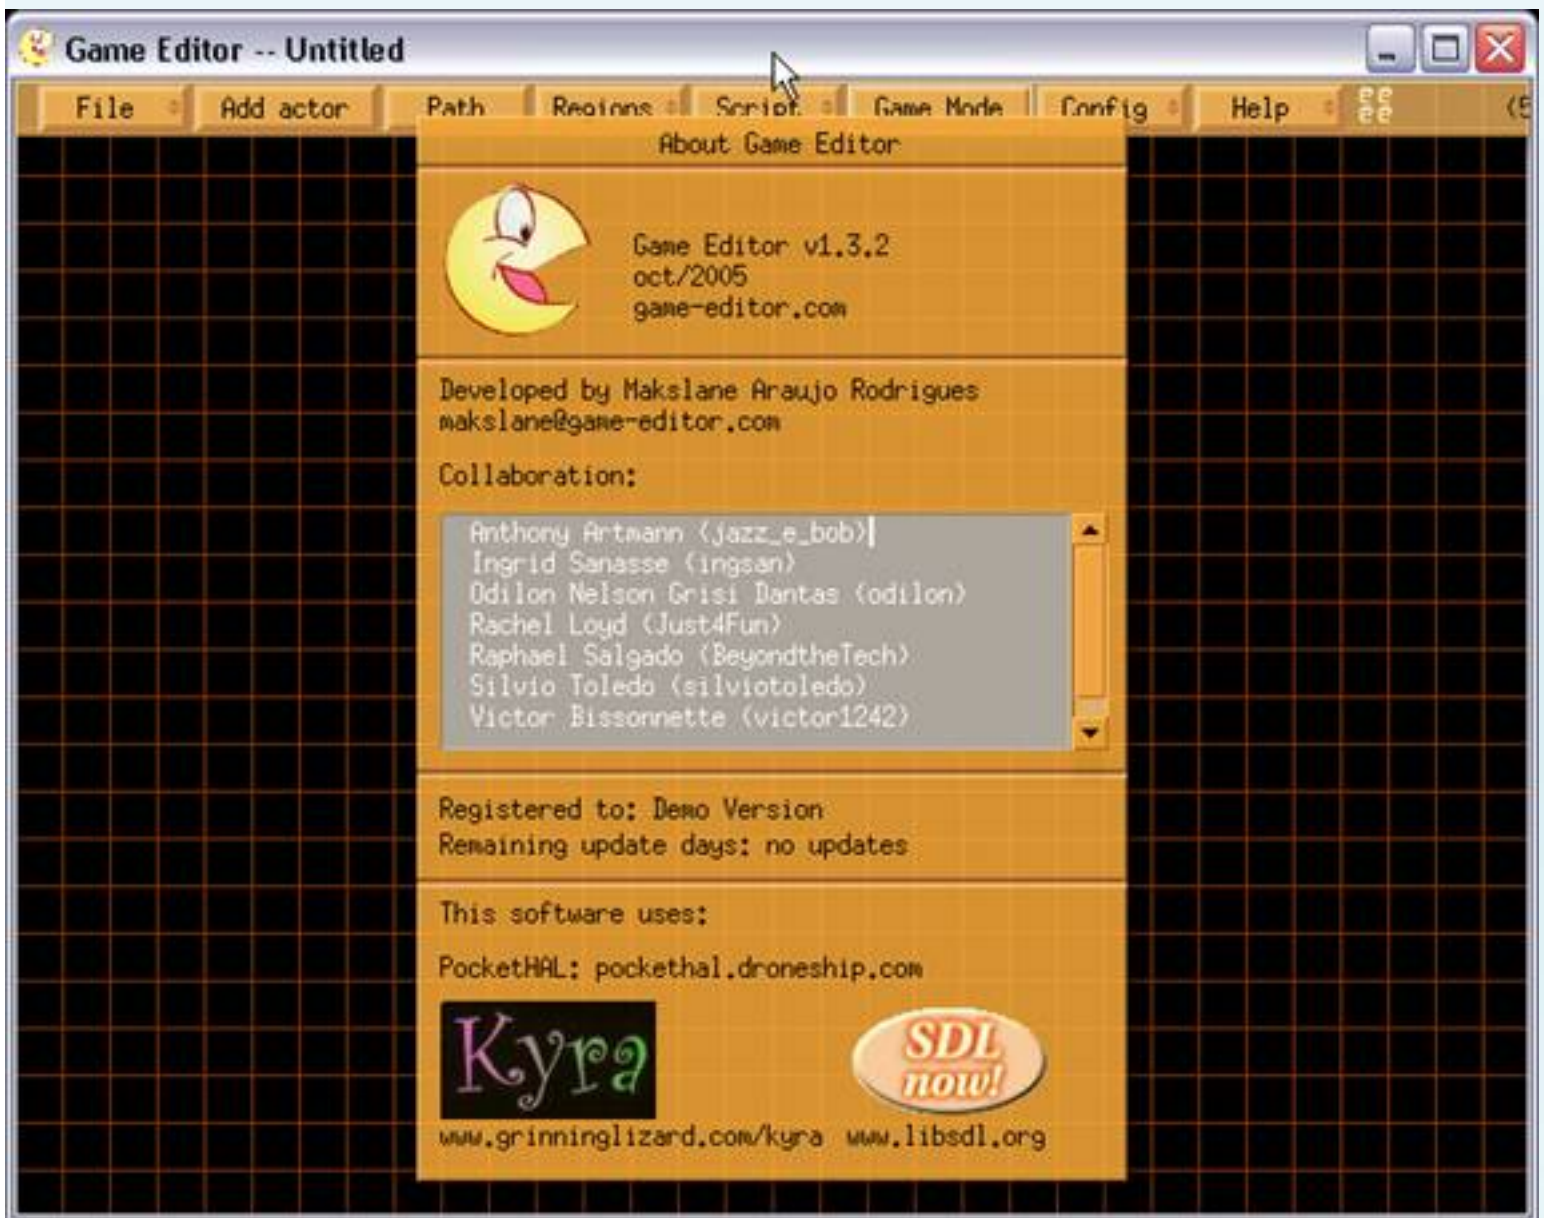 Game Editor -- Untitled
File Add actor Path Regions Script Game Mode Config Help (5
About Game Editor
Game Editor v1.3.2
oct/2005
game-editor.com
Developed by Makslane Araujo Rodrigues
makslane@game-editor.com
Collaboration:
Anthony Artmann (jazz_e_bob)
Ingrid Sanasse (ingsan)
Odilon Nelson Grisi Dantas (odilon)
Rachel Loyd (Just4Fun)
Raphael Salgado (BeyondtheTech)
Silvio Toledo (silviotoledo)
Victor Bissonnette (victor1242)
Registered to: Demo Version
Remaining update days: no updates
This software uses:
PocketHAL: pockethal.droneship.com
Kyra
SDL
now!
www.grinninglizard.com/kyra www.libsdl.org